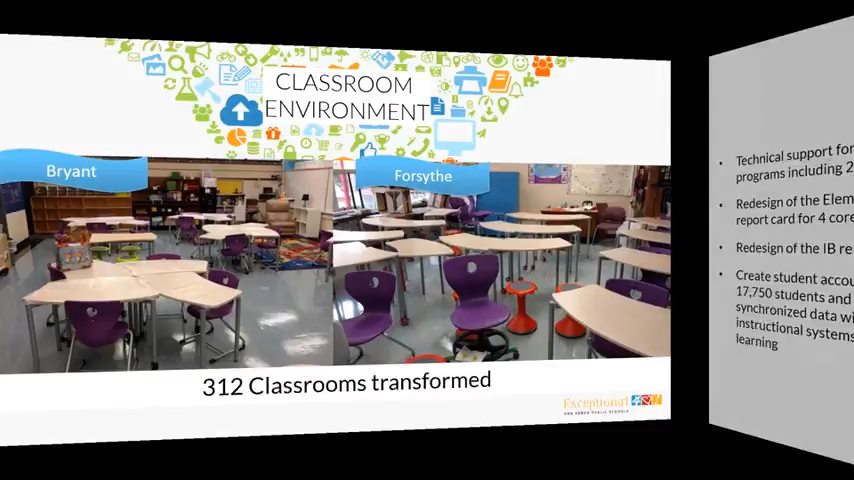 CLASSROOM
ENVIRONMENT
Bryant
Forsythe
312 Classrooms transformed
Exceptional
ANN ARBOR PUBLIC SCHOOLS
• Technical support for
programs including 2
• Redesign of the Elem
report card for 4 core
• Redesign of the IB re
• Create student accou
17,750 students and
synchronized data wi
instructional systems
learning